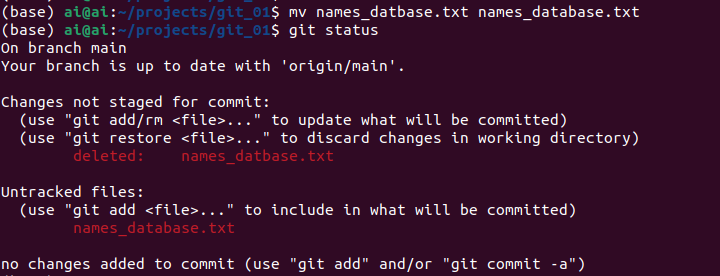 (base) ai@ai:~/projects/git_01$ mv names_datbase.txt names_database.txt
(base) ai@ai:~/projects/git_01$ git status
On branch main
Your branch is up to date with 'origin/main'.

Changes not staged for commit:
  (use "git add/rm <file>..." to update what will be committed)
  (use "git restore <file>..." to discard changes in working directory)
        deleted:    names_datbase.txt

Untracked files:
  (use "git add <file>..." to include in what will be committed)
        names_database.txt

no changes added to commit (use "git add" and/or "git commit -a")